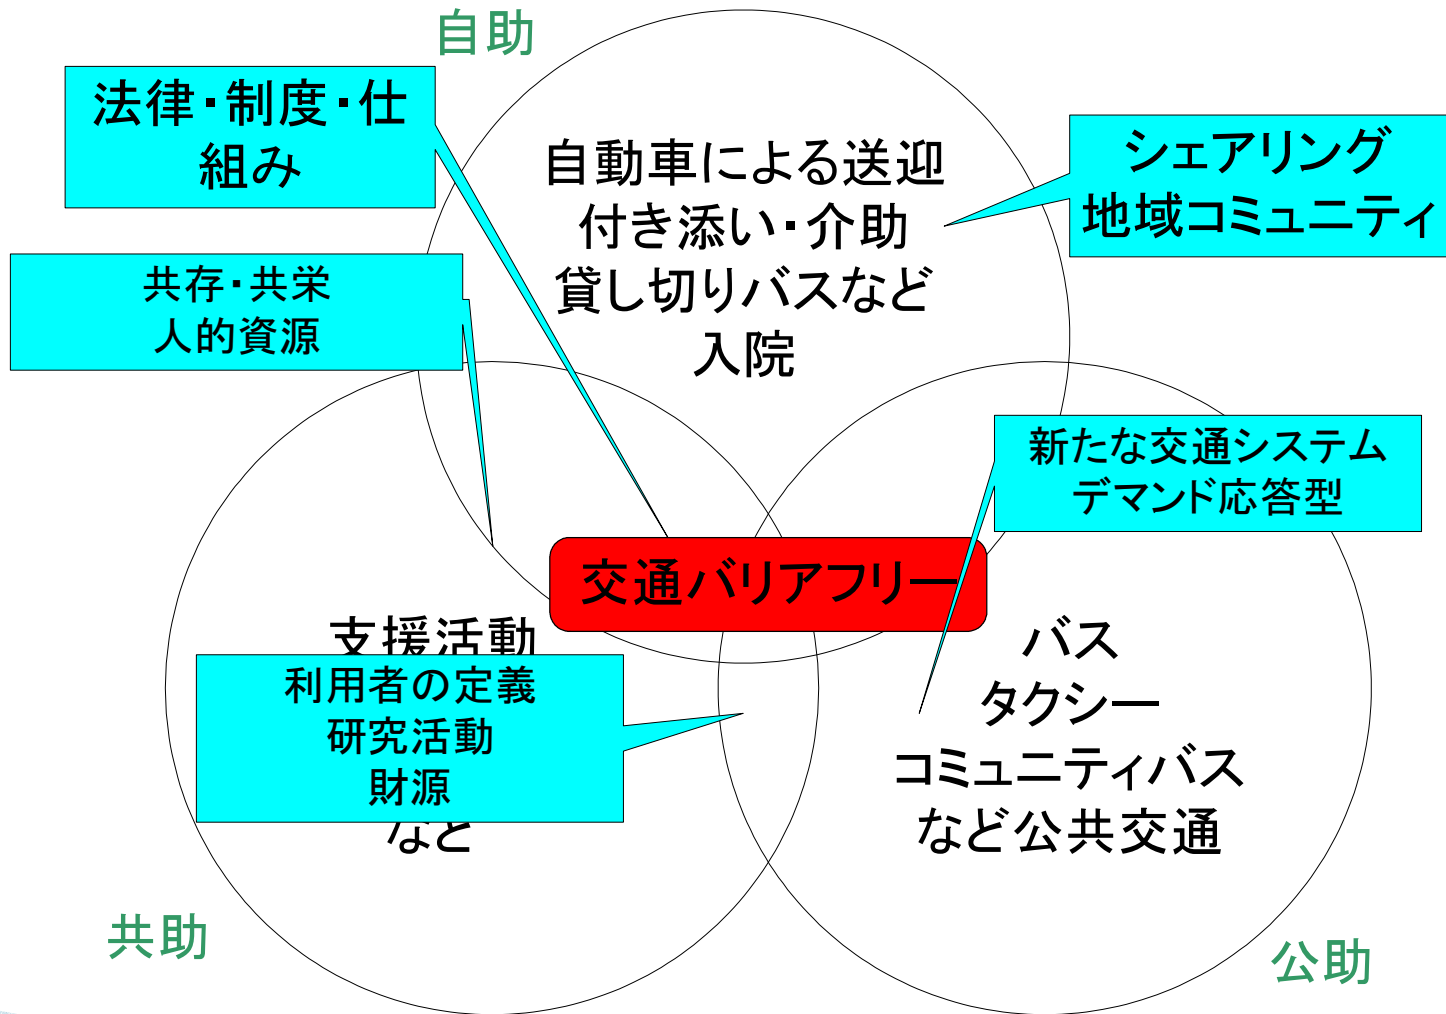 自助
法律・制度・仕
組み
自動車による送迎
付き添い・介助
貸し切りバスなど
入院
シェアリング
地域コミュニティ
共存・共栄
人的資源
新たな交通システム
デマンド応答型
交通バリアフリー
支援活動
利用者の定義
研究活動
財源
など
バス
タクシー
コミュニティバス
など公共交通
共助
公助